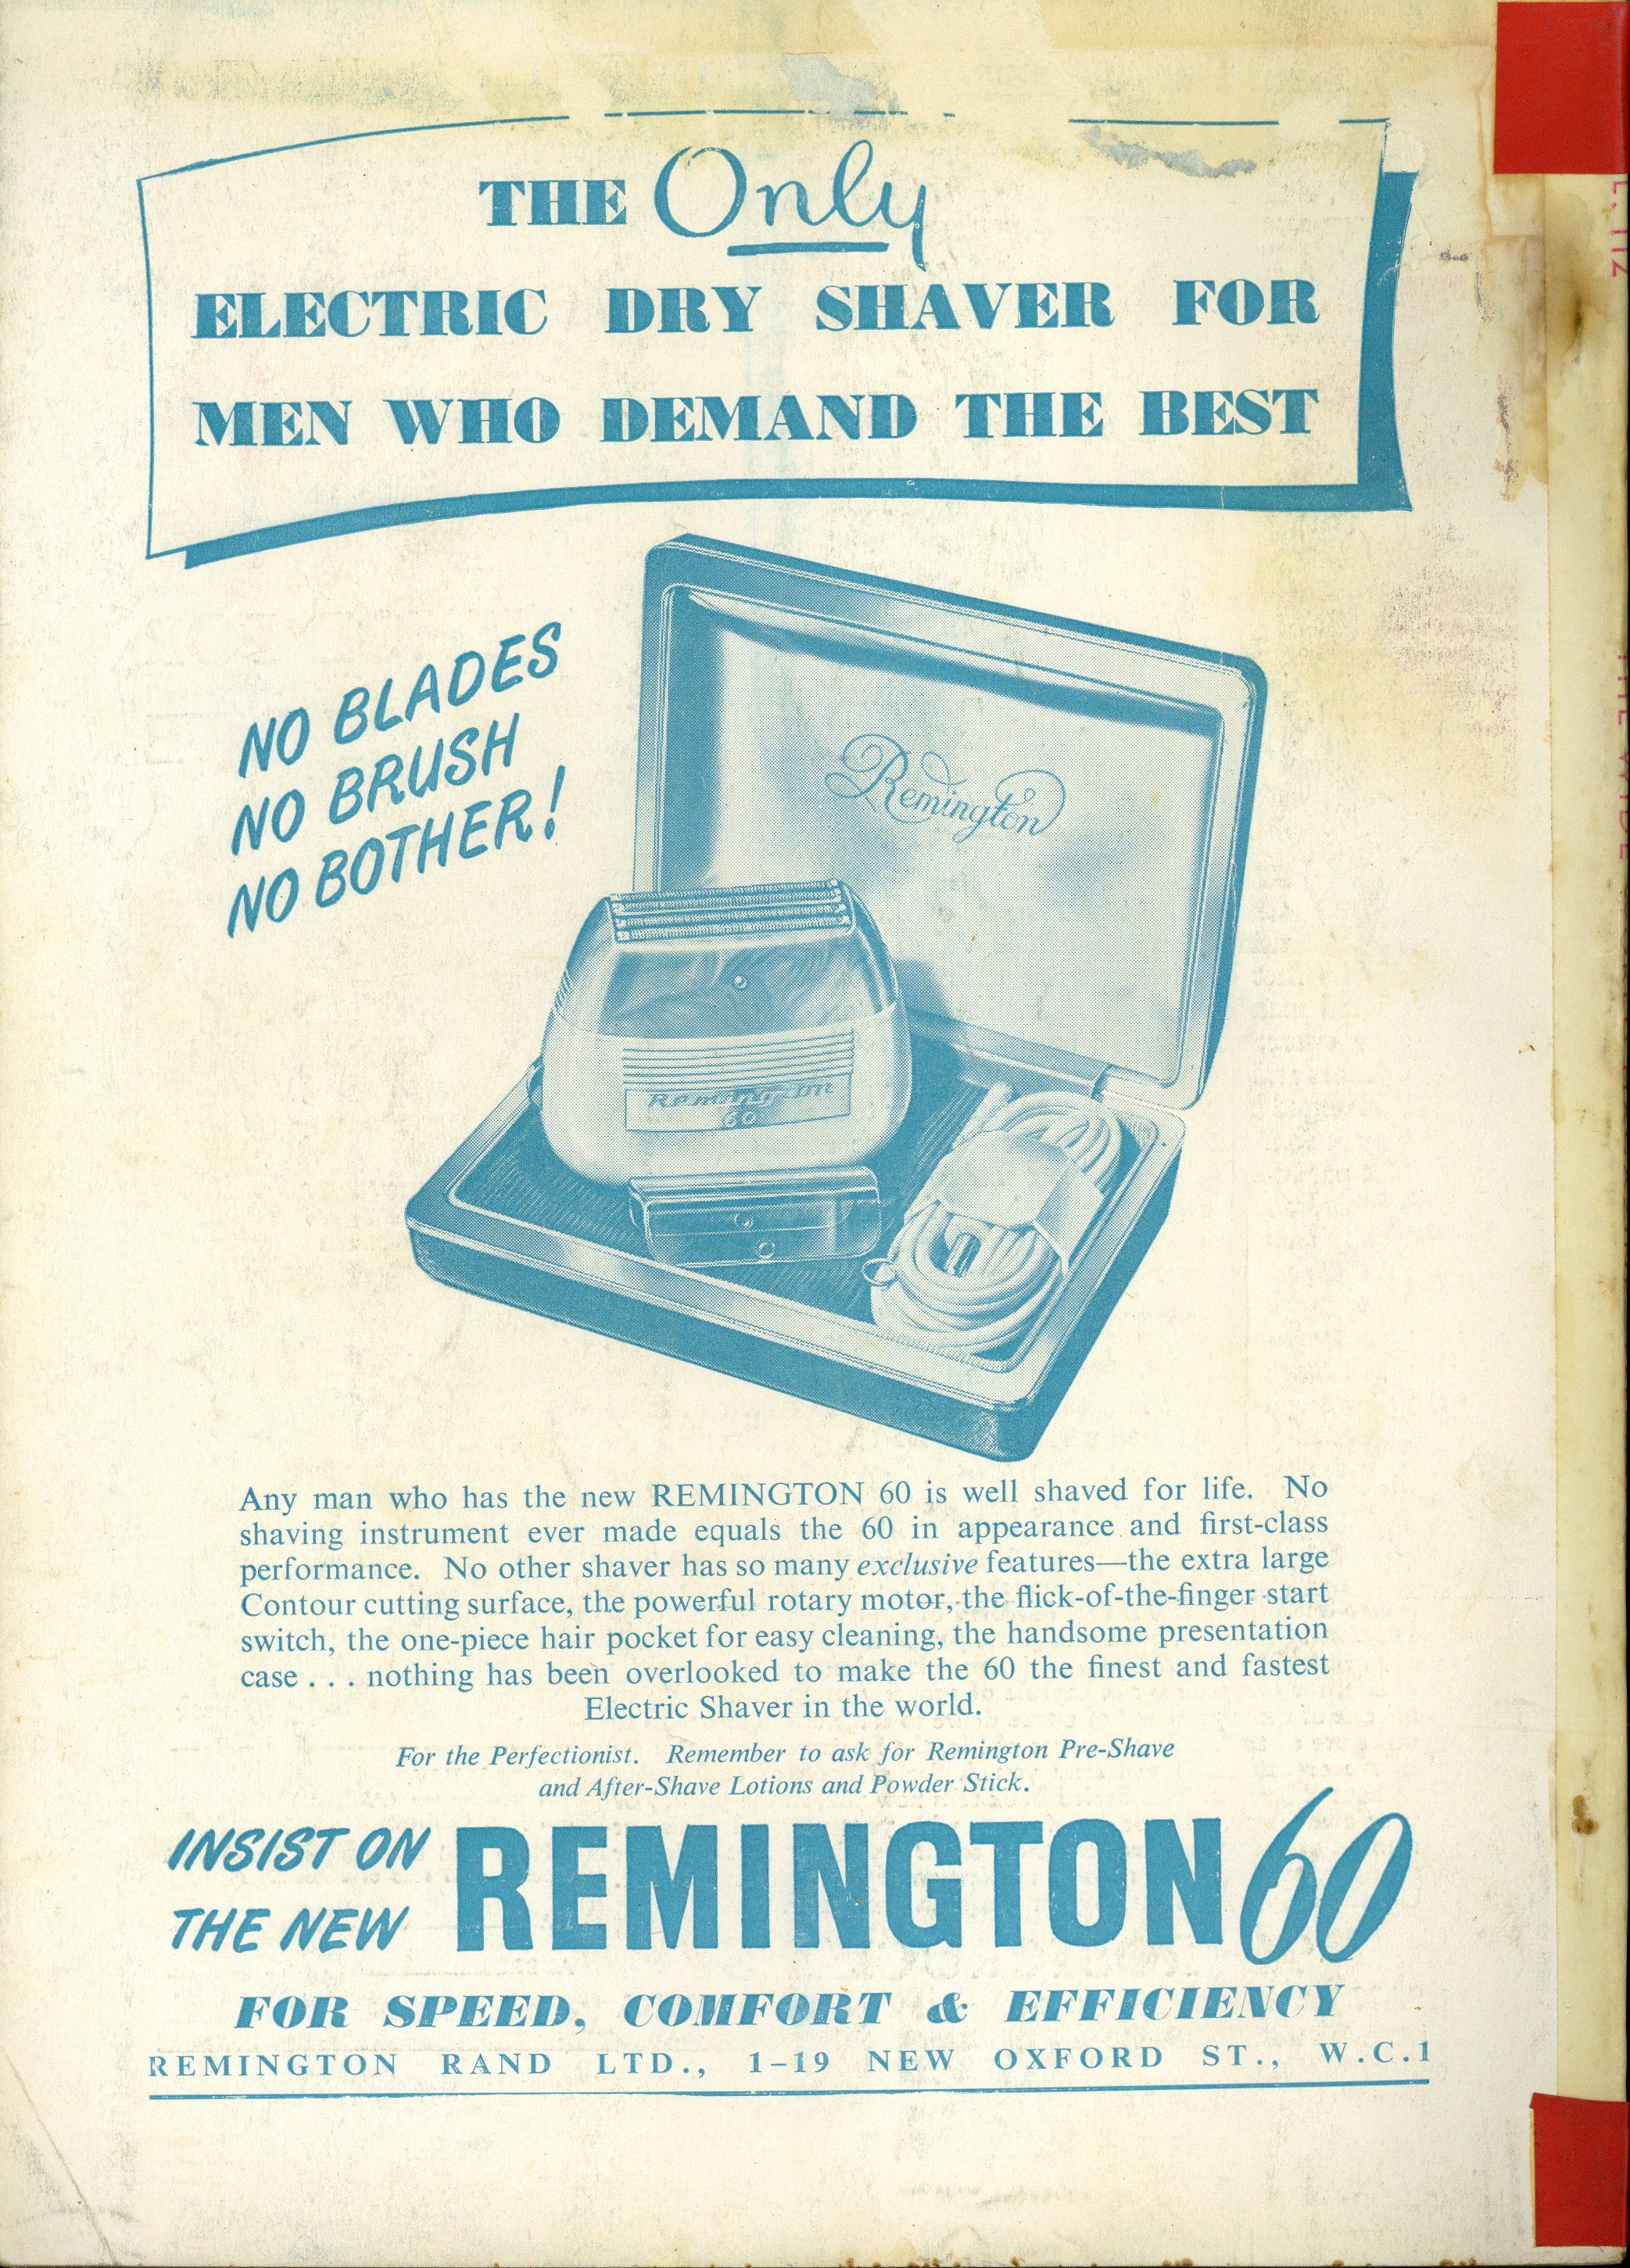 THE Only
ELECTRIC DRY SHAVER FOR
MEN WHO DEMAND THE BEST
NO BLADES
NO BRUSH
NO BOTHER!
Remington
Remington
60
Any man who has the new REMINGTON 60 is well shaved for life. No
shaving instrument ever made equals the 60 in appearance and first-class
performance. No other shaver has so many exclusive features—the extra large
Contour cutting surface, the powerful rotary motor, the flick-of-the-finger start
switch, the one-piece hair pocket for easy cleaning, the handsome presentation
case . . . nothing has been overlooked to make the 60 the finest and fastest
Electric Shaver in the world.
For the Perfectionist. Remember to ask for Remington Pre-Shave
and After-Shave Lotions and Powder Stick.
INSIST ON
THE NEW
REMINGTON 60
FOR SPEED, COMFORT & EFFICIENCY
REMINGTON RAND LTD., 1–19 NEW OXFORD ST., W.C.1